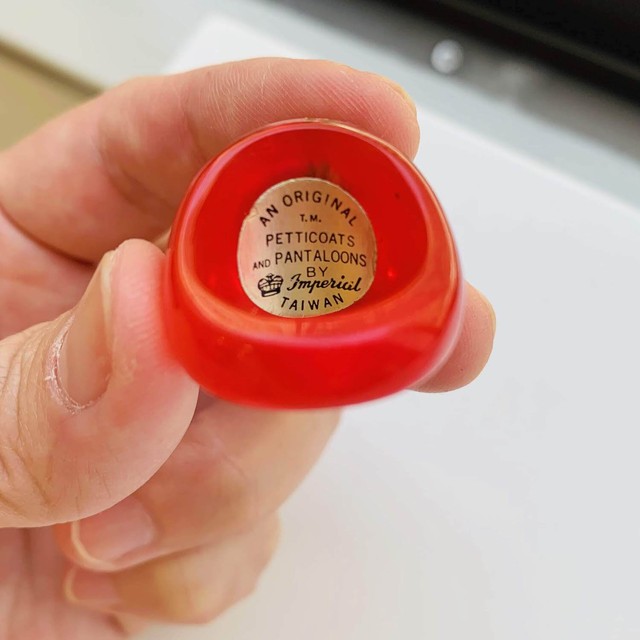 AN ORIGINAL
T.M.
PETTICOATS
AND PANTALOONS
BY
Imperial
TAIWAN